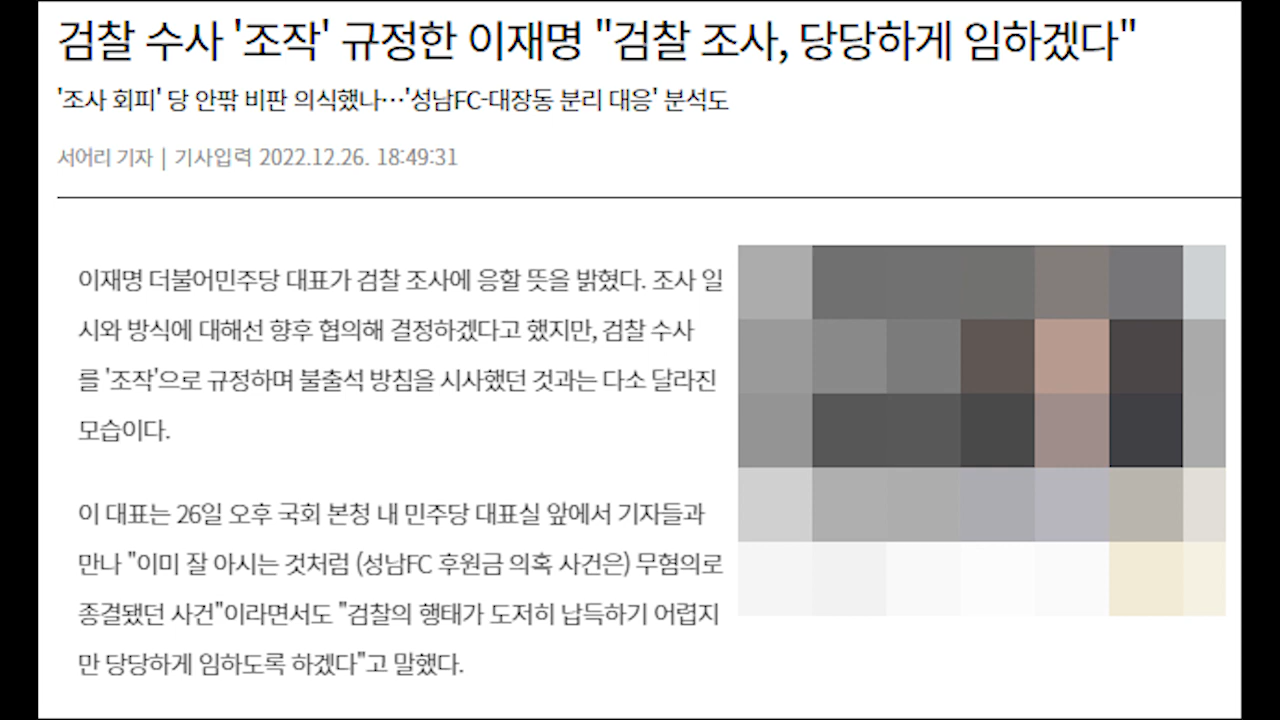 검찰 수사 '조작' 규정한 이재명 "검찰 조사, 당당하게 임하겠다"
'조사 회피' 당 안팎 비판 의식했나…'성남FC-대장동 분리 대응' 분석도
서어리 기자 | 기사입력 2022.12.26. 18:49:31
이재명 더불어민주당 대표가 검찰 조사에 응할 뜻을 밝혔다. 조사 일
시와 방식에 대해선 향후 협의해 결정하겠다고 했지만, 검찰 수사
를 '조작'으로 규정하며 불출석 방침을 시사했던 것과는 다소 달라진
모습이다.
이 대표는 26일 오후 국회 본청 내 민주당 대표실 앞에서 기자들과
만나 "이미 잘 아시는 것처럼 (성남FC 후원금 의혹 사건은) 무혐의로
종결됐던 사건"이라면서도 "검찰의 행태가 도저히 납득하기 어렵지
만 당당하게 임하도록 하겠다"고 말했다.